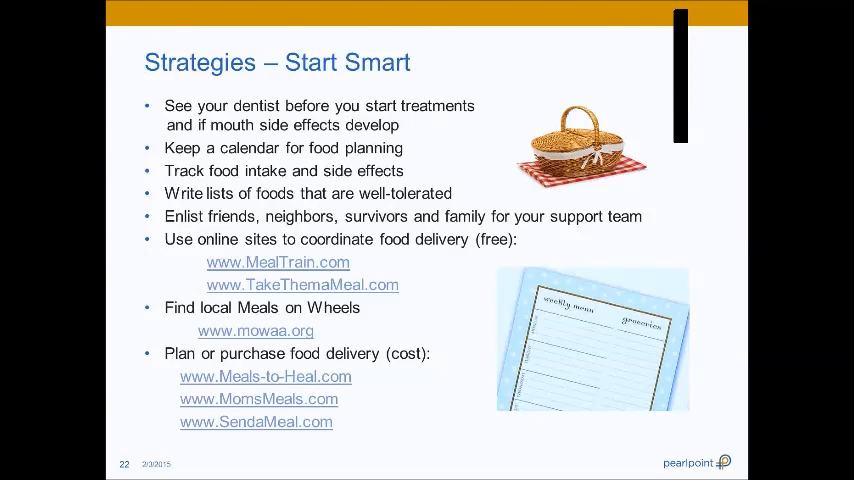 Strategies – Start Smart
• See your dentist before you start treatments
and if mouth side effects develop
• Keep a calendar for food planning
• Track food intake and side effects
• Write lists of foods that are well-tolerated
• Enlist friends, neighbors, survivors and family for your support team
• Use online sites to coordinate food delivery (free):
www.MealTrain.com
www.TakeThemaMeal.com
• Find local Meals on Wheels
www.mowaa.org
• Plan or purchase food delivery (cost):
www.Meals-to-Heal.com
www.MomsMeals.com
www.SendaMeal.com
weekly menu
groceries
22
2/3/2015
pearlpoint